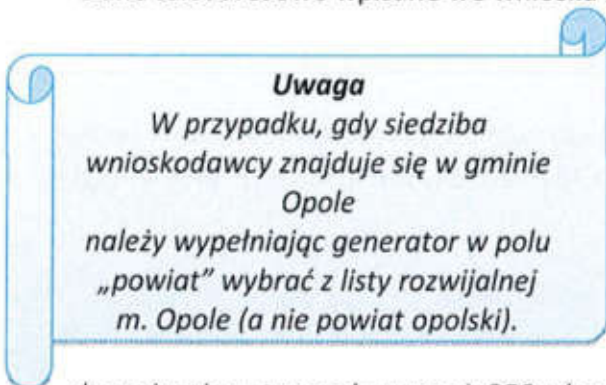 Uwaga
W przypadku, gdy siedziba
wnioskodawcy znajduje się w gminie
Opole
należy wypełniając generator w polu
„powiat” wybrać z listy rozwijalnej
m. Opole (a nie powiat opolski).